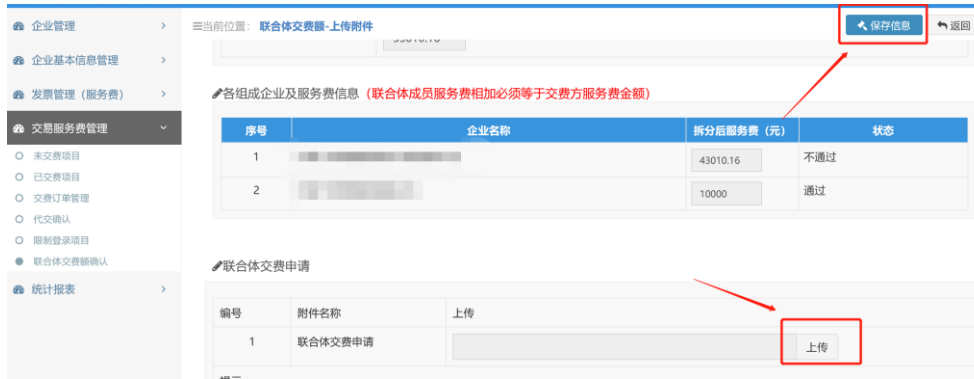 企业管理
企业基本信息管理
发票管理（服务费）
交易服务费管理
未交费项目
已交费项目
交费订单管理
代交确认
限制登录项目
联合体交费额确认
统计报表
当前位置： 联合体交费额-上传附件
保存信息
返回
各组成企业及服务费信息（联合体成员服务费相加必须等于交费方服务费金额）
序号 企业名称 拆分后服务费（元） 状态
1 43010.16 不通过
2 10000 通过
联合体交费申请
编号 附件名称 上传
1 联合体交费申请 上传